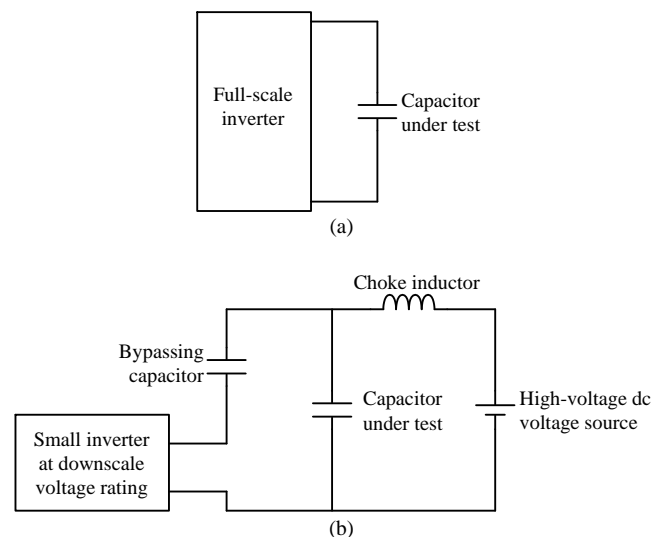 Full-scale
inverter
Capacitor
under test
(a)
Choke inductor
Bypassing
capacitor
Capacitor
under test
High-voltage dc
voltage source
Small inverter
at downscale
voltage rating
(b)